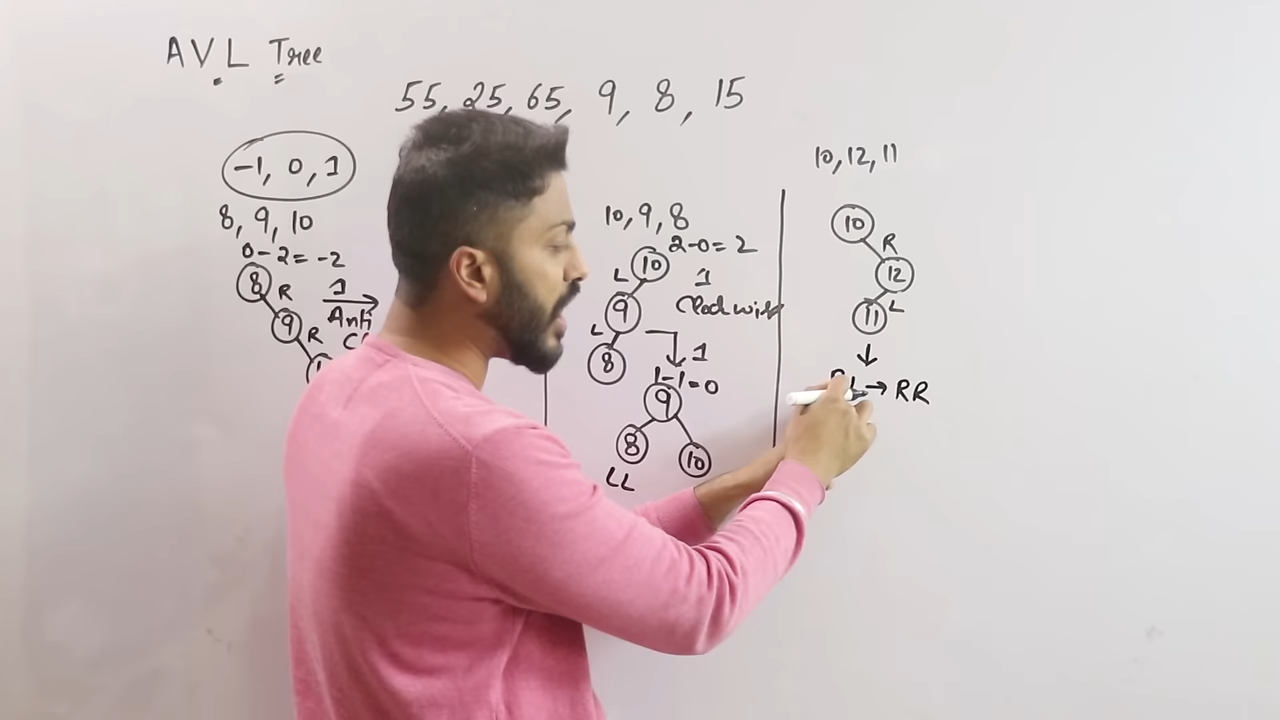 AVL Tree
55, 25, 65, 9, 8, 15
-1, 0, 1
8, 9, 10
0-2=-2
8
R
9
R
1
Anti
10, 9, 8
2-0=2
10
L
9
L
8
1
Clockwise
1
1-1=0
9
8
10
LL
10, 12, 11
10
R
12
L
11
→ RR